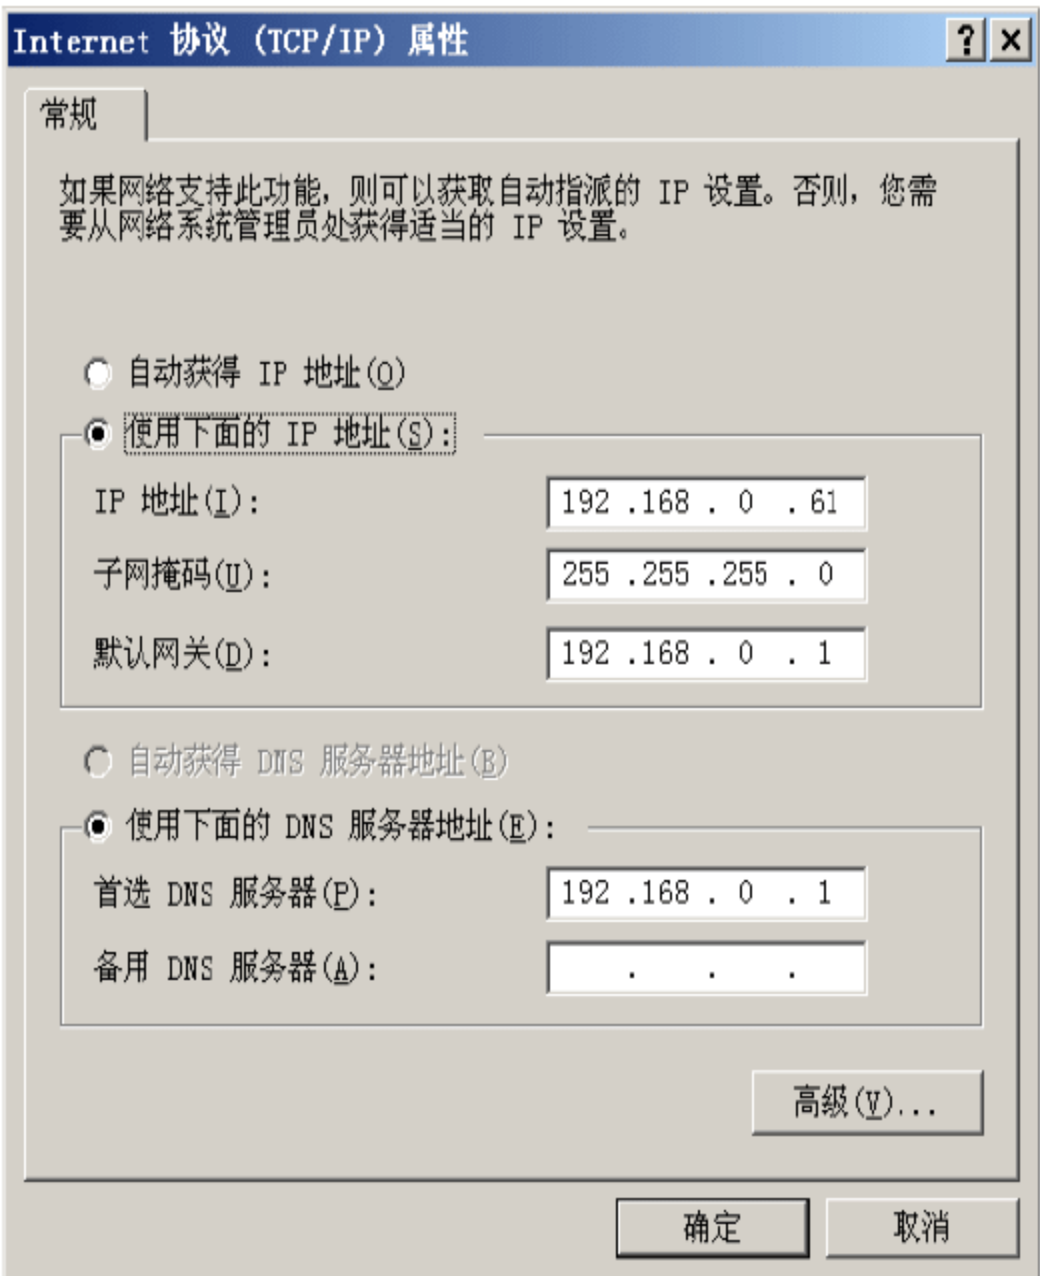 Internet 协议 (TCP/IP) 属性
常规
如果网络支持此功能，则可以获取自动指派的 IP 设置。否则，您需
要从网络系统管理员处获得适当的 IP 设置。
自动获得 IP 地址(O)
使用下面的 IP 地址(S):
IP 地址(I): 192 .168 . 0 . 61
子网掩码(U): 255 .255 .255 . 0
默认网关(D): 192 .168 . 0 . 1
自动获得 DNS 服务器地址(B)
使用下面的 DNS 服务器地址(E):
首选 DNS 服务器(P): 192 .168 . 0 . 1
备用 DNS 服务器(A): . . .
高级(V)...
确定 取消